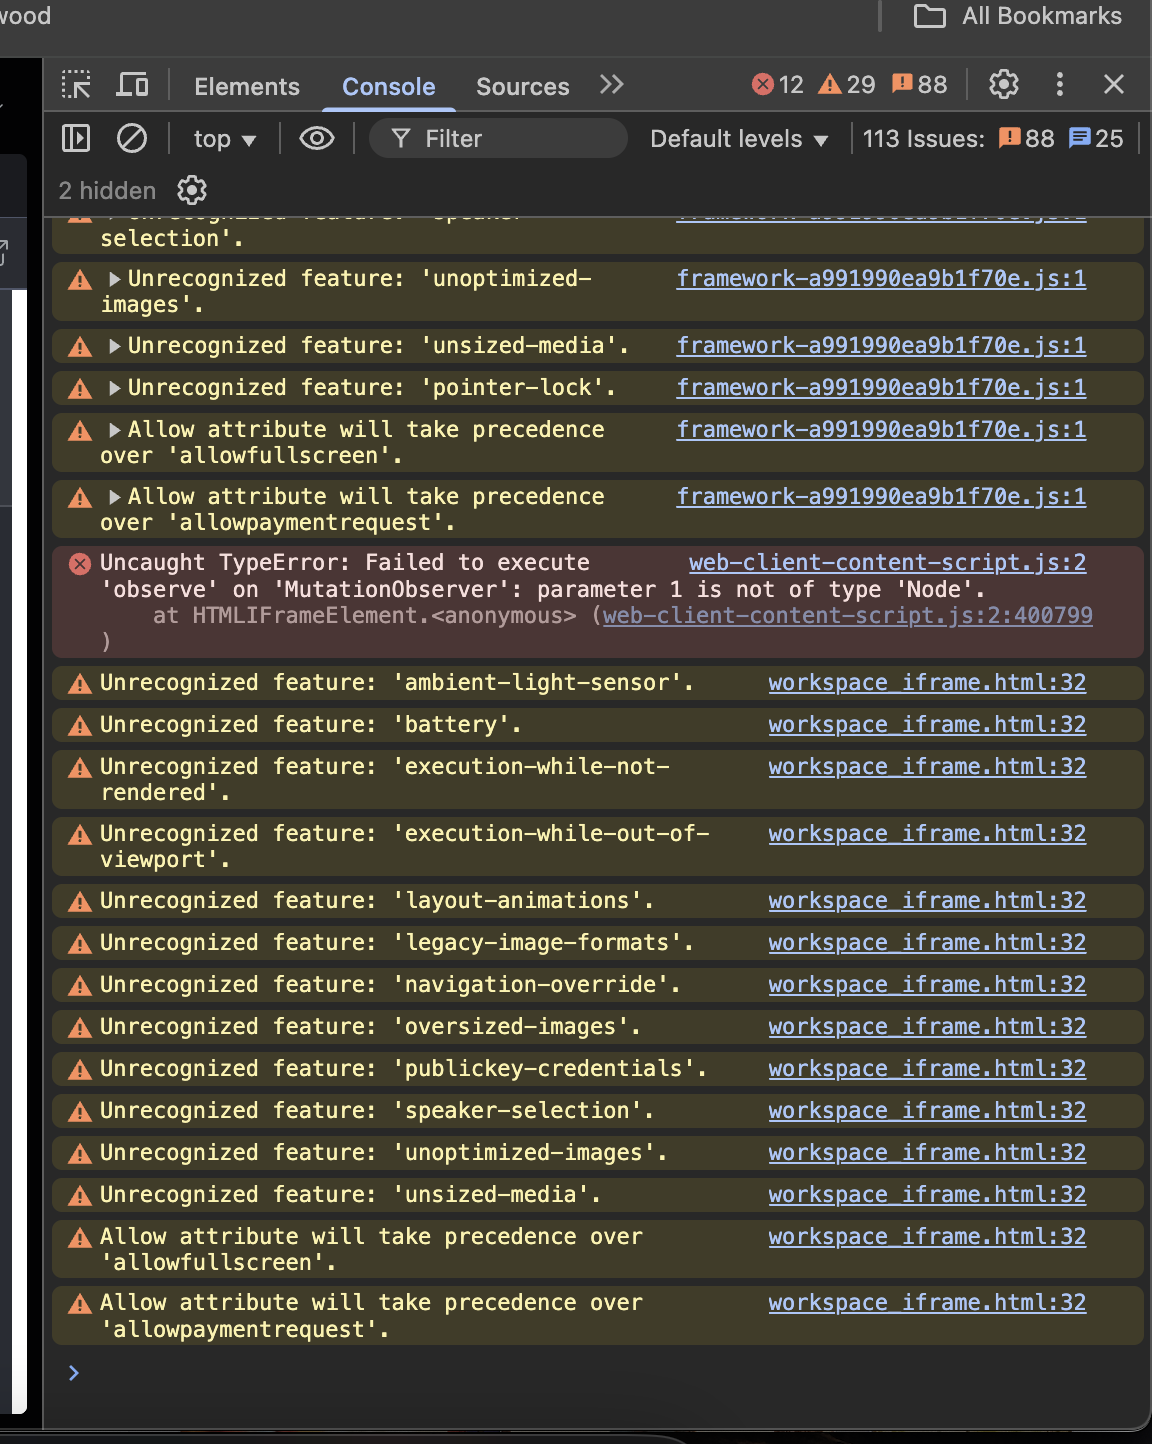 wood
All Bookmarks
Elements Console Sources 12 29 88
top Filter Default levels 113 Issues: 88 25
2 hidden
Unrecognized feature: 'speaker- framework-a991990ea9b1f70e.js:1
selection'.
Unrecognized feature: 'unoptimized- framework-a991990ea9b1f70e.js:1
images'.
Unrecognized feature: 'unsized-media'. framework-a991990ea9b1f70e.js:1
Unrecognized feature: 'pointer-lock'. framework-a991990ea9b1f70e.js:1
Allow attribute will take precedence framework-a991990ea9b1f70e.js:1
over 'allowfullscreen'.
Allow attribute will take precedence framework-a991990ea9b1f70e.js:1
over 'allowpaymentrequest'.
Uncaught TypeError: Failed to execute web-client-content-script.js:2
'observe' on 'MutationObserver': parameter 1 is not of type 'Node'.
at HTMLIFrameElement.<anonymous> (web-client-content-script.js:2:400799
)
Unrecognized feature: 'ambient-light-sensor'. workspace_iframe.html:32
Unrecognized feature: 'battery'. workspace_iframe.html:32
Unrecognized feature: 'execution-while-not- workspace_iframe.html:32
rendered'.
Unrecognized feature: 'execution-while-out-of- workspace_iframe.html:32
viewport'.
Unrecognized feature: 'layout-animations'. workspace_iframe.html:32
Unrecognized feature: 'legacy-image-formats'. workspace_iframe.html:32
Unrecognized feature: 'navigation-override'. workspace_iframe.html:32
Unrecognized feature: 'oversized-images'. workspace_iframe.html:32
Unrecognized feature: 'publickey-credentials'. workspace_iframe.html:32
Unrecognized feature: 'speaker-selection'. workspace_iframe.html:32
Unrecognized feature: 'unoptimized-images'. workspace_iframe.html:32
Unrecognized feature: 'unsized-media'. workspace_iframe.html:32
Allow attribute will take precedence over workspace_iframe.html:32
'allowfullscreen'.
Allow attribute will take precedence over workspace_iframe.html:32
'allowpaymentrequest'.